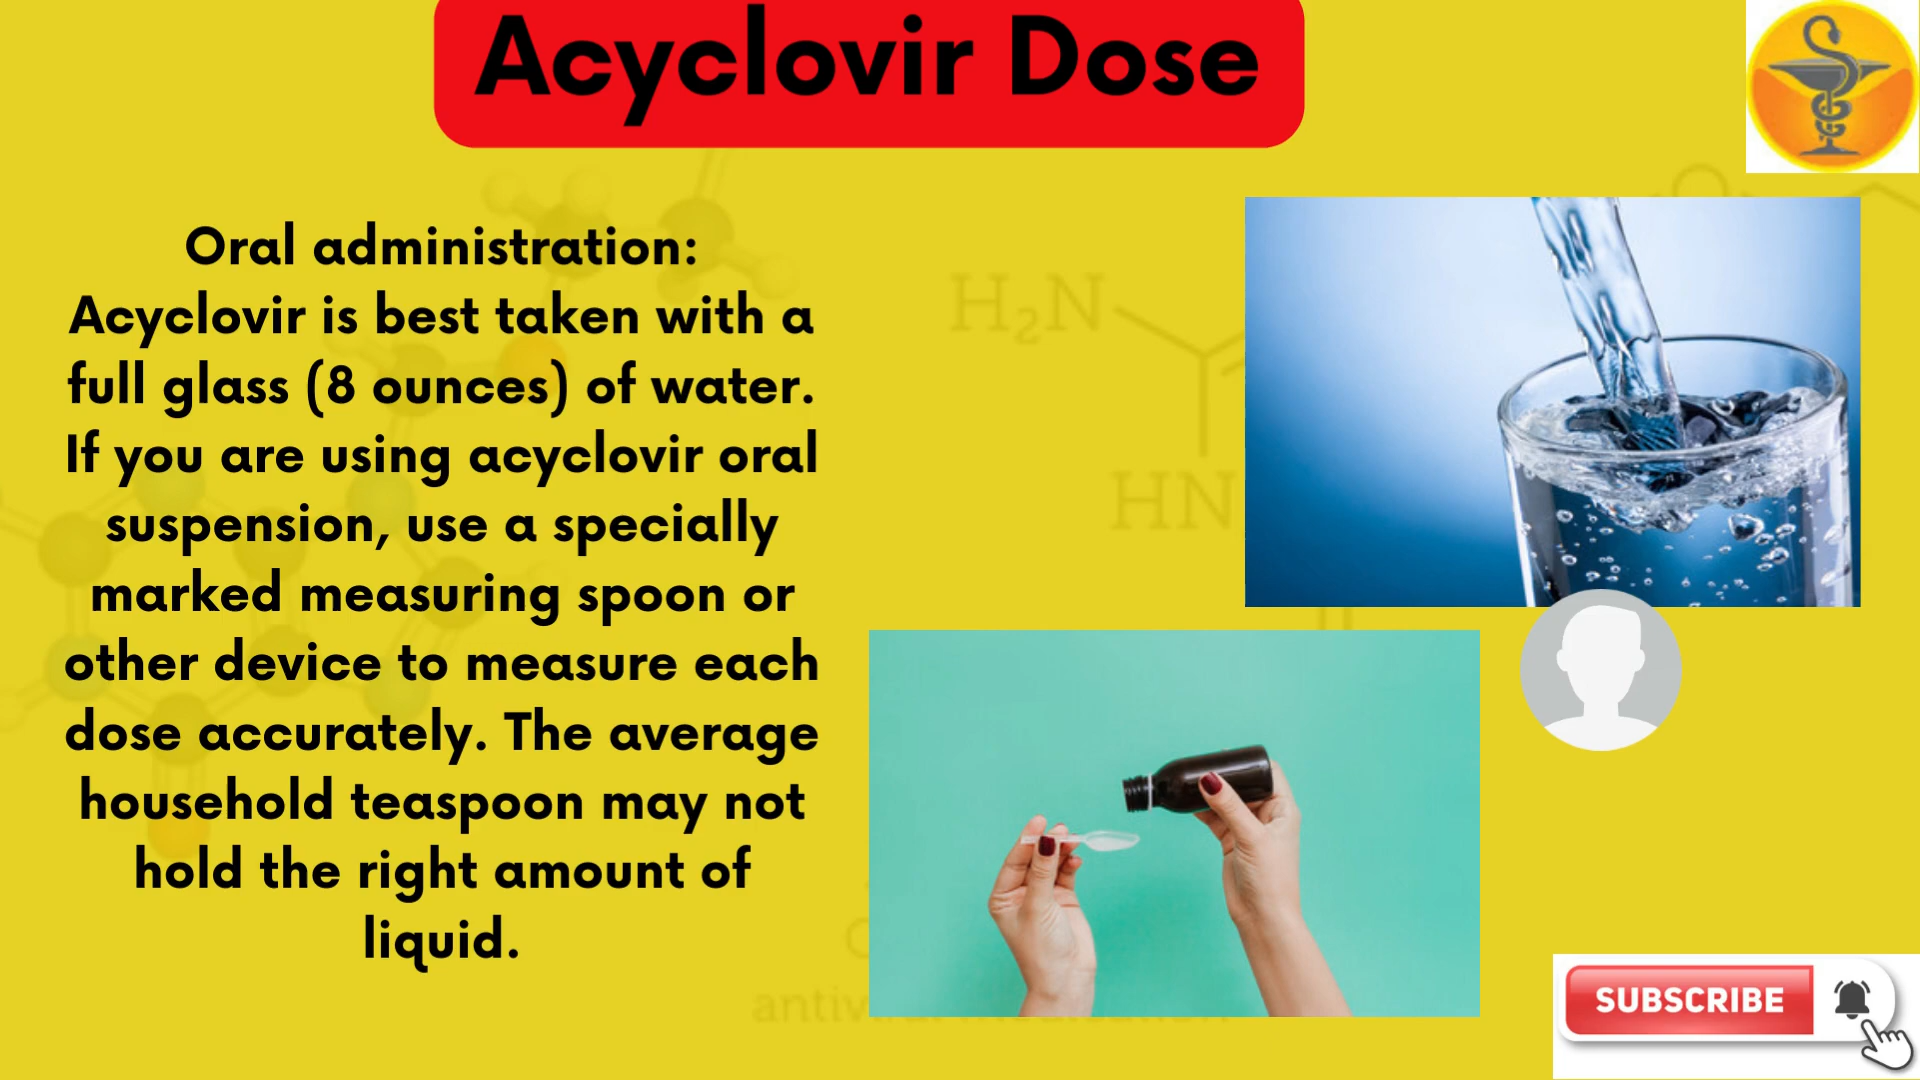 Acyclovir Dose
Oral administration:
Acyclovir is best taken with a
full glass (8 ounces) of water.
If you are using acyclovir oral
suspension, use a specially
marked measuring spoon or
other device to measure each
dose accurately. The average
household teaspoon may not
hold the right amount of
liquid.
H₂N
HN
SUBSCRIBE